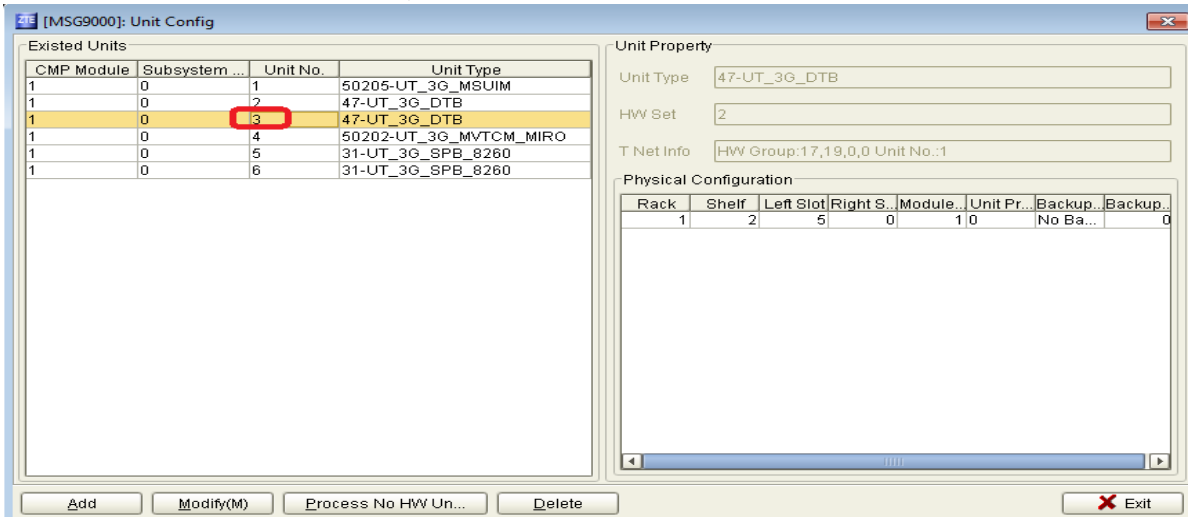 ZTE [MSG9000]: Unit Config
Existed Units
CMP Module Subsystem ... Unit No. Unit Type
1 0 1 50205-UT_3G_MSUIM
1 0 2 47-UT_3G_DTB
1 0 3 47-UT_3G_DTB
1 0 4 50202-UT_3G_MVTCM_MIRO
1 0 5 31-UT_3G_SPB_8260
1 0 6 31-UT_3G_SPB_8260
Unit Property
Unit Type 47-UT_3G_DTB
HW Set 2
T Net Info HW Group:17,19,0,0 Unit No.:1
Physical Configuration
Rack Shelf Left Slot Right S... Module... Unit Pr... Backup... Backup...
1 2 5 0 1 0 No Ba... 0
Add Modify(M) Process No HW Un... Delete Exit